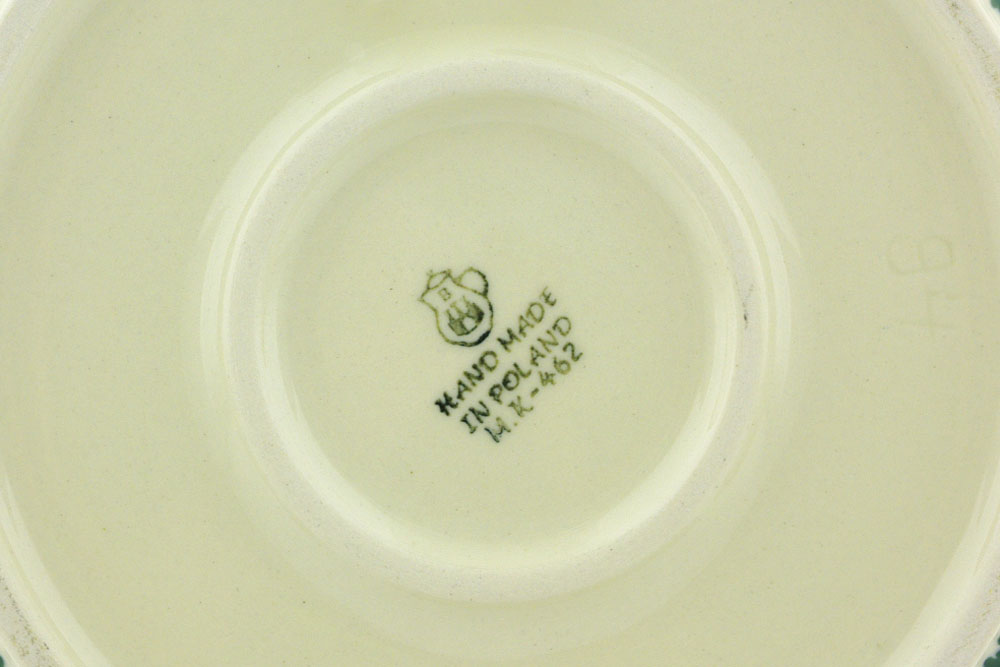 B
HAND MADE
IN POLAND
M.K-462